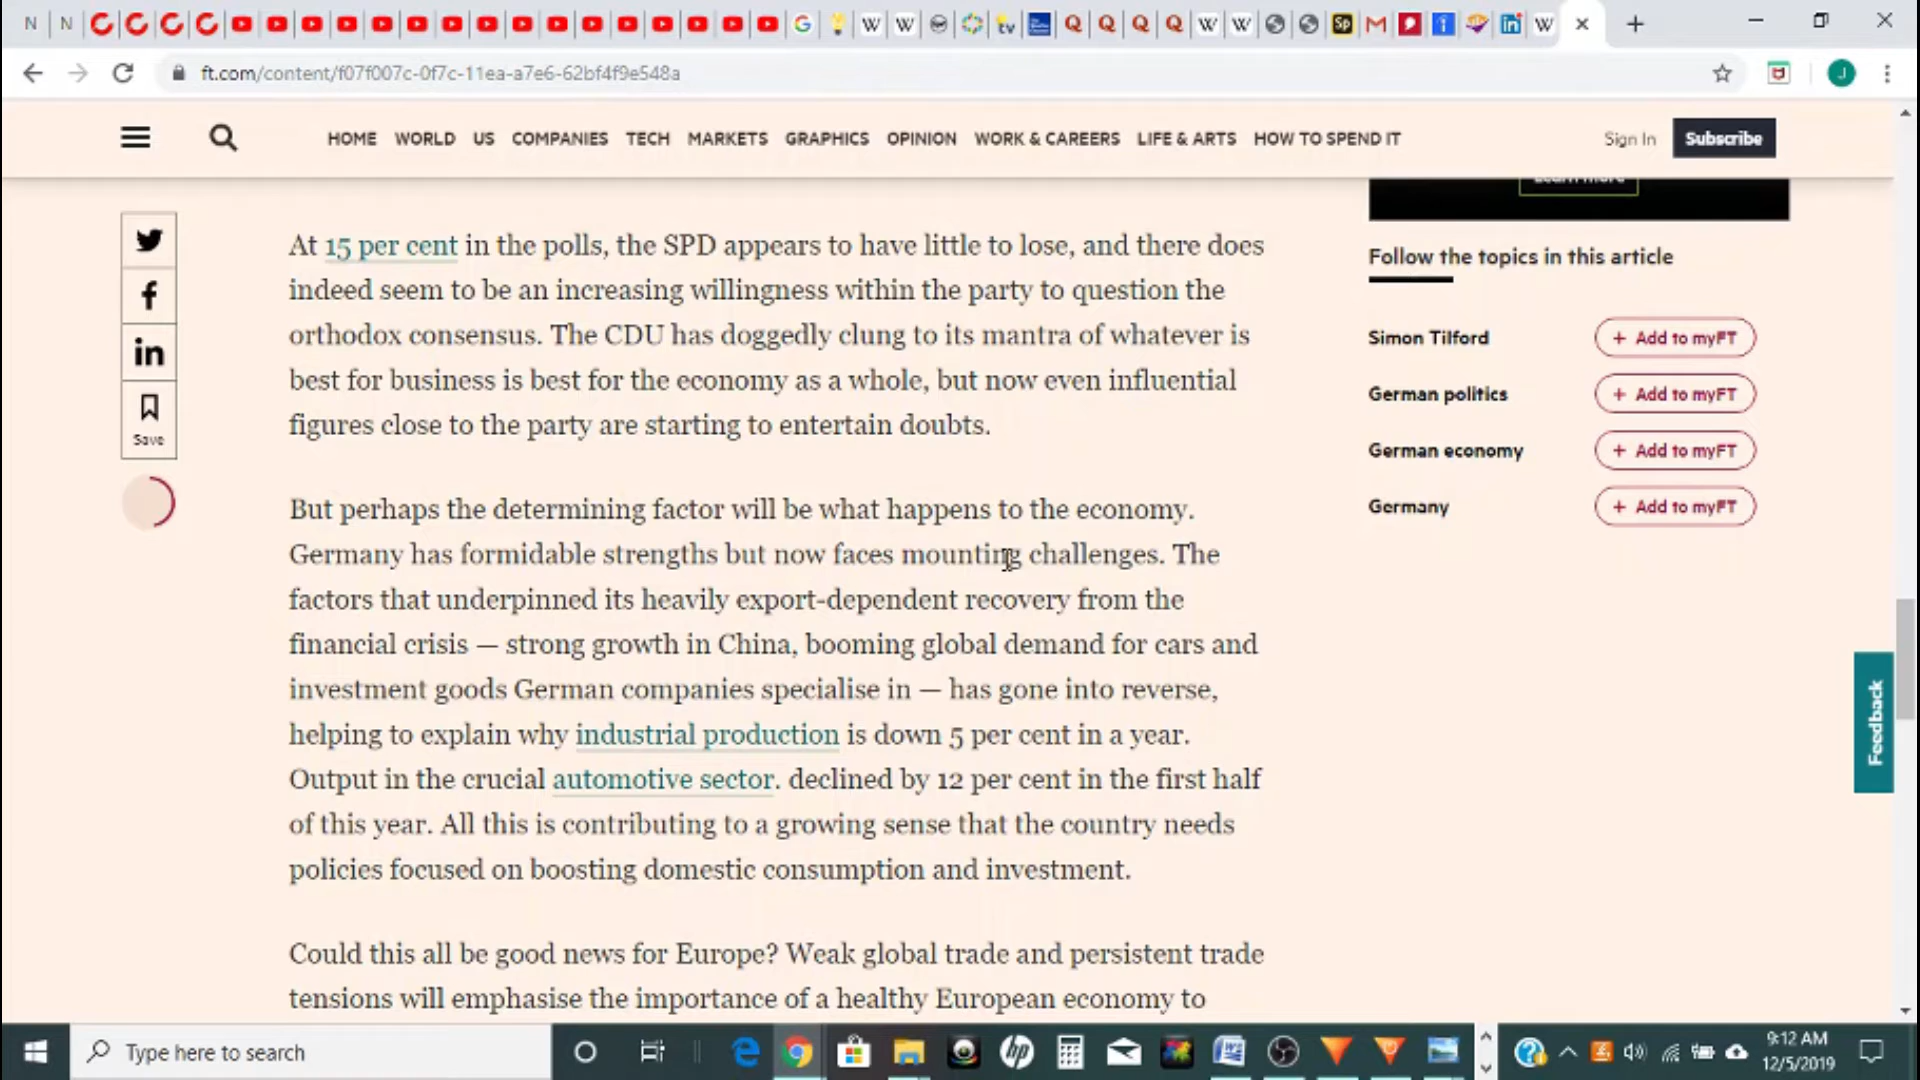 ft.com/content/f07f007c-0f7c-11ea-a7e6-62bf4f9e548a
J
HOME WORLD US COMPANIES TECH MARKETS GRAPHICS OPINION WORK & CAREERS LIFE & ARTS HOW TO SPEND IT
Sign In Subscribe
Learn more
At 15 per cent in the polls, the SPD appears to have little to lose, and there does
indeed seem to be an increasing willingness within the party to question the
orthodox consensus. The CDU has doggedly clung to its mantra of whatever is
best for business is best for the economy as a whole, but now even influential
figures close to the party are starting to entertain doubts.
But perhaps the determining factor will be what happens to the economy.
Germany has formidable strengths but now faces mounting challenges. The
factors that underpinned its heavily export-dependent recovery from the
financial crisis — strong growth in China, booming global demand for cars and
investment goods German companies specialise in — has gone into reverse,
helping to explain why industrial production is down 5 per cent in a year.
Output in the crucial automotive sector. declined by 12 per cent in the first half
of this year. All this is contributing to a growing sense that the country needs
policies focused on boosting domestic consumption and investment.
Could this all be good news for Europe? Weak global trade and persistent trade
tensions will emphasise the importance of a healthy European economy to
Save
Follow the topics in this article
Simon Tilford + Add to myFT
German politics + Add to myFT
German economy + Add to myFT
Germany + Add to myFT
Feedback
Type here to search
9:12 AM
12/5/2019